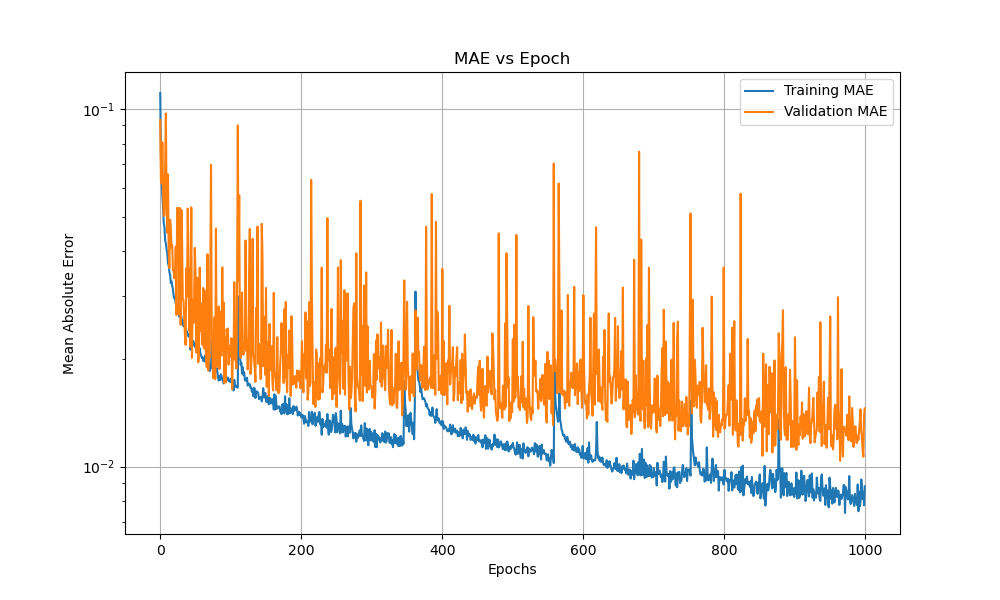 MAE vs Epoch
Training MAE
Validation MAE
10⁻¹
10⁻²
Mean Absolute Error
0 200 400 600 800 1000
Epochs